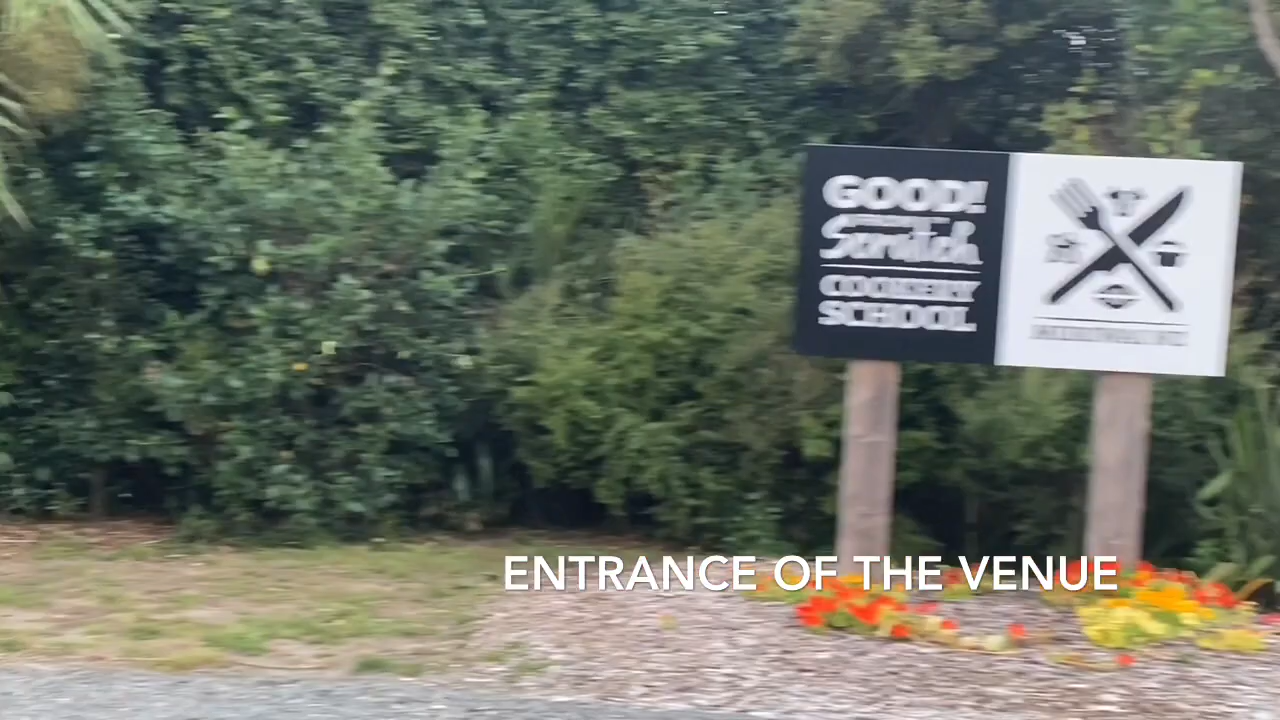 GOOD!
Scratch
COOKERY
SCHOOL
ENTRANCE OF THE VENUE